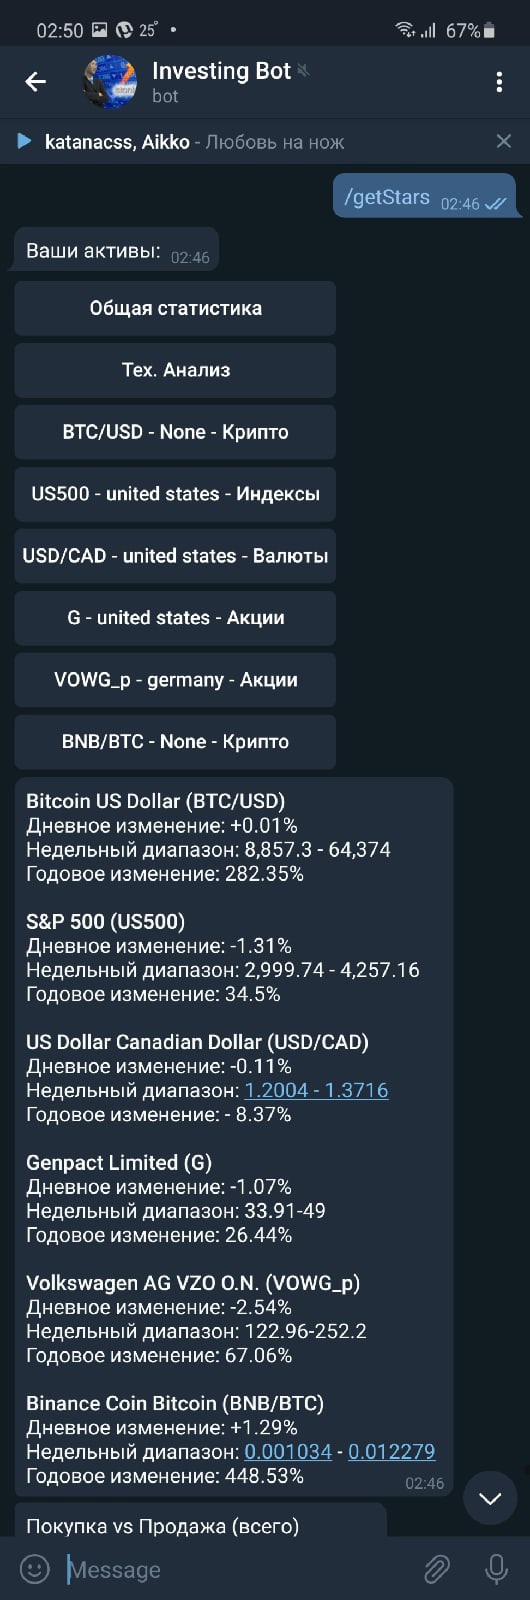 02:50 25° 67%
Investing Bot
bot
katanacss, Aikko - Любовь на нож
/getStars 02:46
Ваши активы: 02:46
Общая статистика
Тех. Анализ
BTC/USD - None - Крипто
US500 - united states - Индексы
USD/CAD - united states - Валюты
G - united states - Акции
VOWG_p - germany - Акции
BNB/BTC - None - Крипто
Bitcoin US Dollar (BTC/USD)
Дневное изменение: +0.01%
Недельный диапазон: 8,857.3 - 64,374
Годовое изменение: 282.35%
S&P 500 (US500)
Дневное изменение: -1.31%
Недельный диапазон: 2,999.74 - 4,257.16
Годовое изменение: 34.5%
US Dollar Canadian Dollar (USD/CAD)
Дневное изменение: -0.11%
Недельный диапазон: 1.2004 - 1.3716
Годовое изменение: - 8.37%
Genpact Limited (G)
Дневное изменение: -1.07%
Недельный диапазон: 33.91-49
Годовое изменение: 26.44%
Volkswagen AG VZO O.N. (VOWG_p)
Дневное изменение: -2.54%
Недельный диапазон: 122.96-252.2
Годовое изменение: 67.06%
Binance Coin Bitcoin (BNB/BTC)
Дневное изменение: +1.29%
Недельный диапазон: 0.001034 - 0.012279
Годовое изменение: 448.53%
02:46
Покупка vs Продажа (всего)
Message